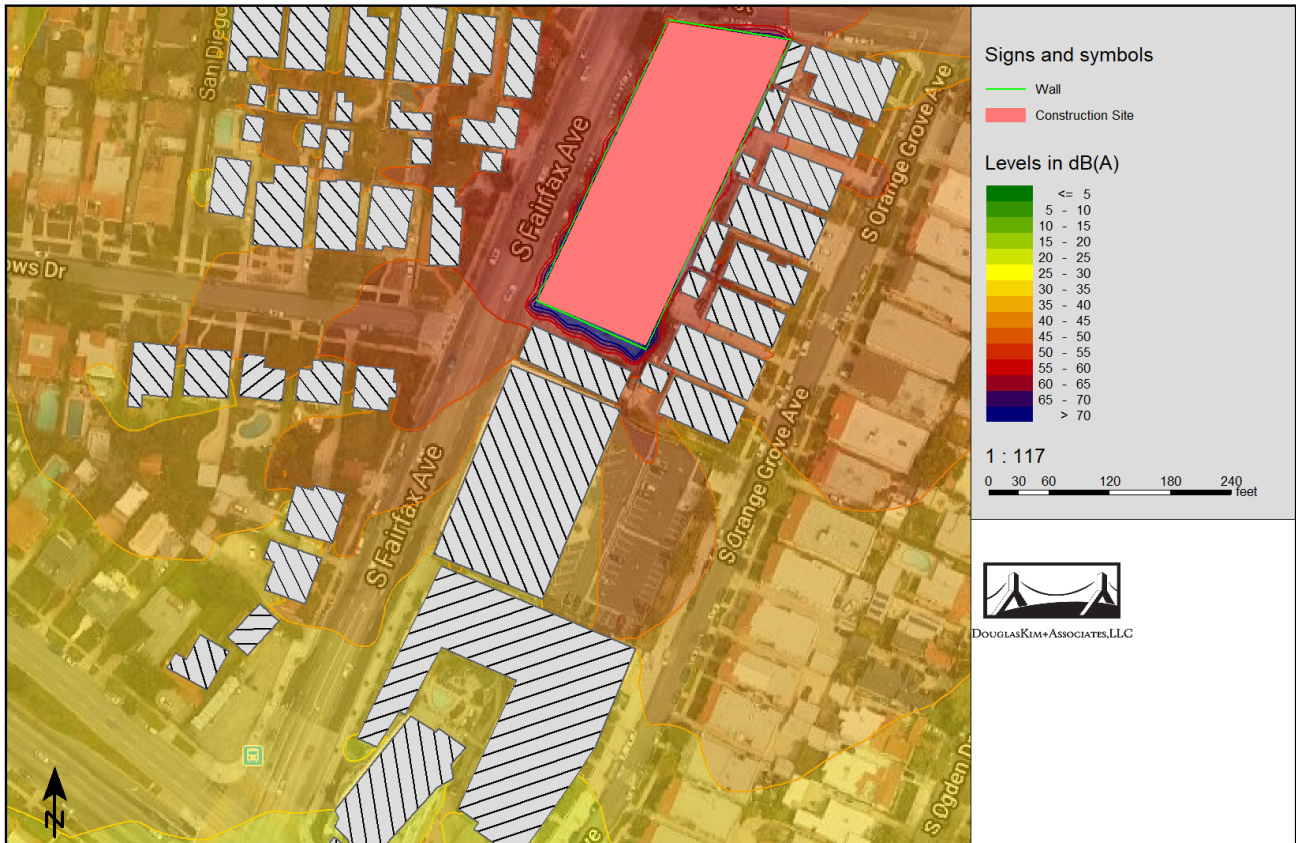 San Diego
S Fairfax Ave
S Orange Grove Ave
ows Dr
S Fairfax Ave
S Orange Grove Ave
S Orange Grove Ave
S Ogden D
ve
N
Signs and symbols
Wall
Construction Site
Levels in dB(A)
<= 5
5 - 10
10 - 15
15 - 20
20 - 25
25 - 30
30 - 35
35 - 40
40 - 45
45 - 50
50 - 55
55 - 60
60 - 65
65 - 70
> 70
1 : 117
0 30 60 120 180 240
feet
DOUGLASKIM+ASSOCIATES,LLC